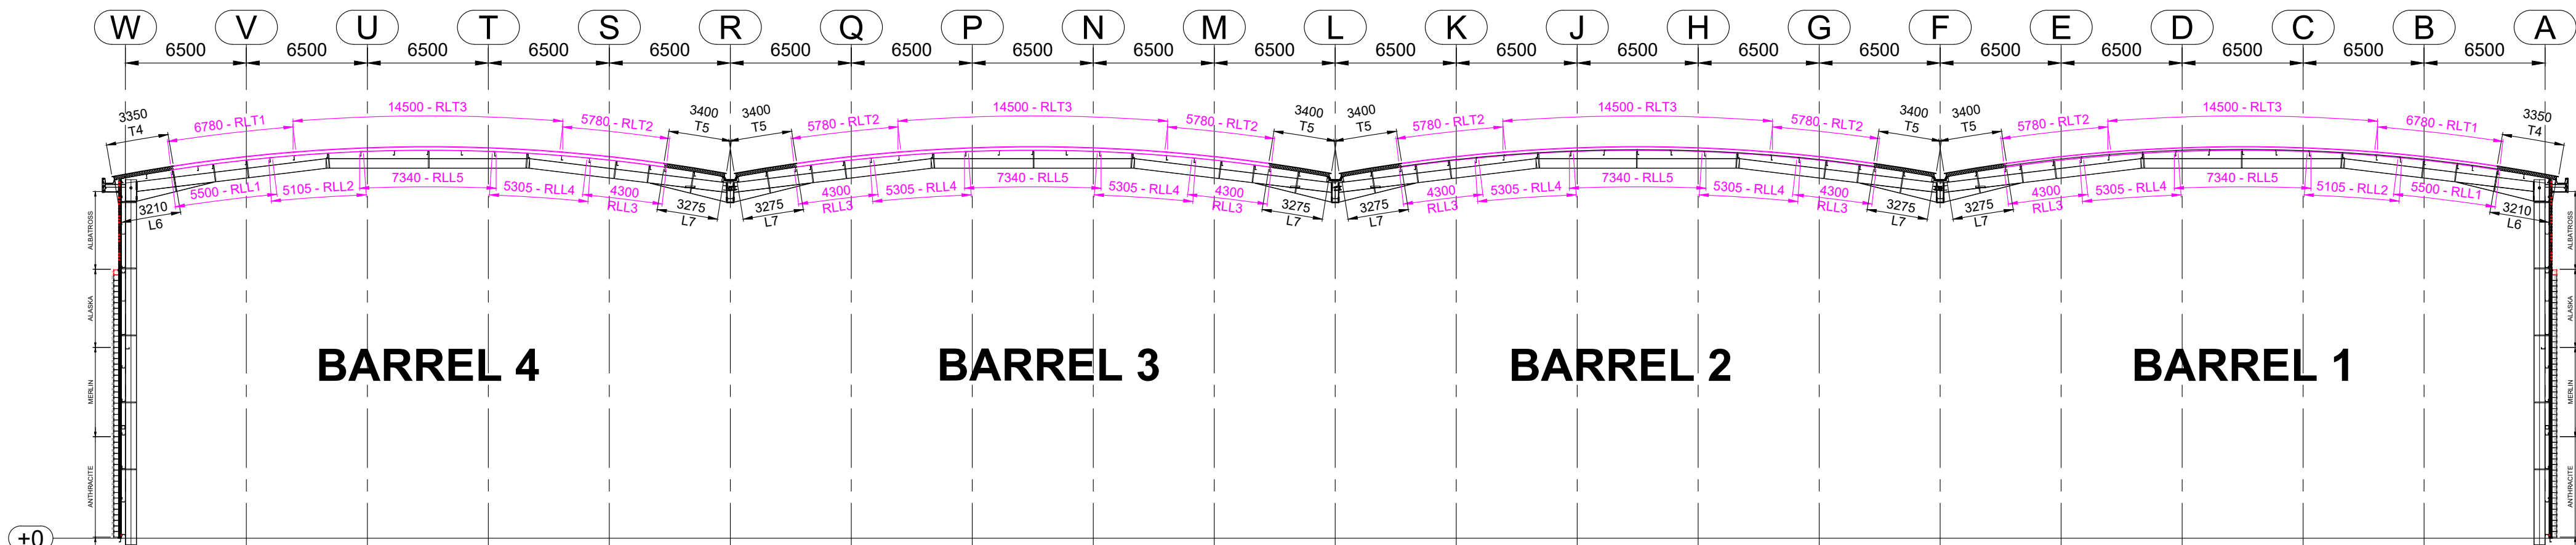 W V U T S R Q P N M L K J H G F E D C B A
6500 6500 6500 6500 6500 6500 6500 6500 6500 6500 6500 6500 6500 6500 6500 6500 6500 6500 6500 6500
3350
T4
6780 - RLT1
14500 - RLT3
5780 - RLT2
3400
T5
3400
T5
5780 - RLT2
14500 - RLT3
5780 - RLT2
3400
T5
3400
T5
5780 - RLT2
14500 - RLT3
5780 - RLT2
3400
T5
3400
T5
5780 - RLT2
14500 - RLT3
6780 - RLT1
3350
T4
3210
L6
5500 - RLL1
5105 - RLL2
7340 - RLL5
5305 - RLL4
4300
RLL3
3275
L7
3275
L7
4300
RLL3
5305 - RLL4
7340 - RLL5
5305 - RLL4
4300
RLL3
3275
L7
3275
L7
4300
RLL3
5305 - RLL4
7340 - RLL5
5305 - RLL4
4300
RLL3
3275
L7
3275
L7
4300
RLL3
5305 - RLL4
7340 - RLL5
5105 - RLL2
5500 - RLL1
3210
L6
ALBATROSS
ALASKA
MERLIN
ANTHRACITE
BARREL 4 BARREL 3 BARREL 2 BARREL 1
ALBATROSS
ALASKA
MERLIN
ANTHRACITE
+0